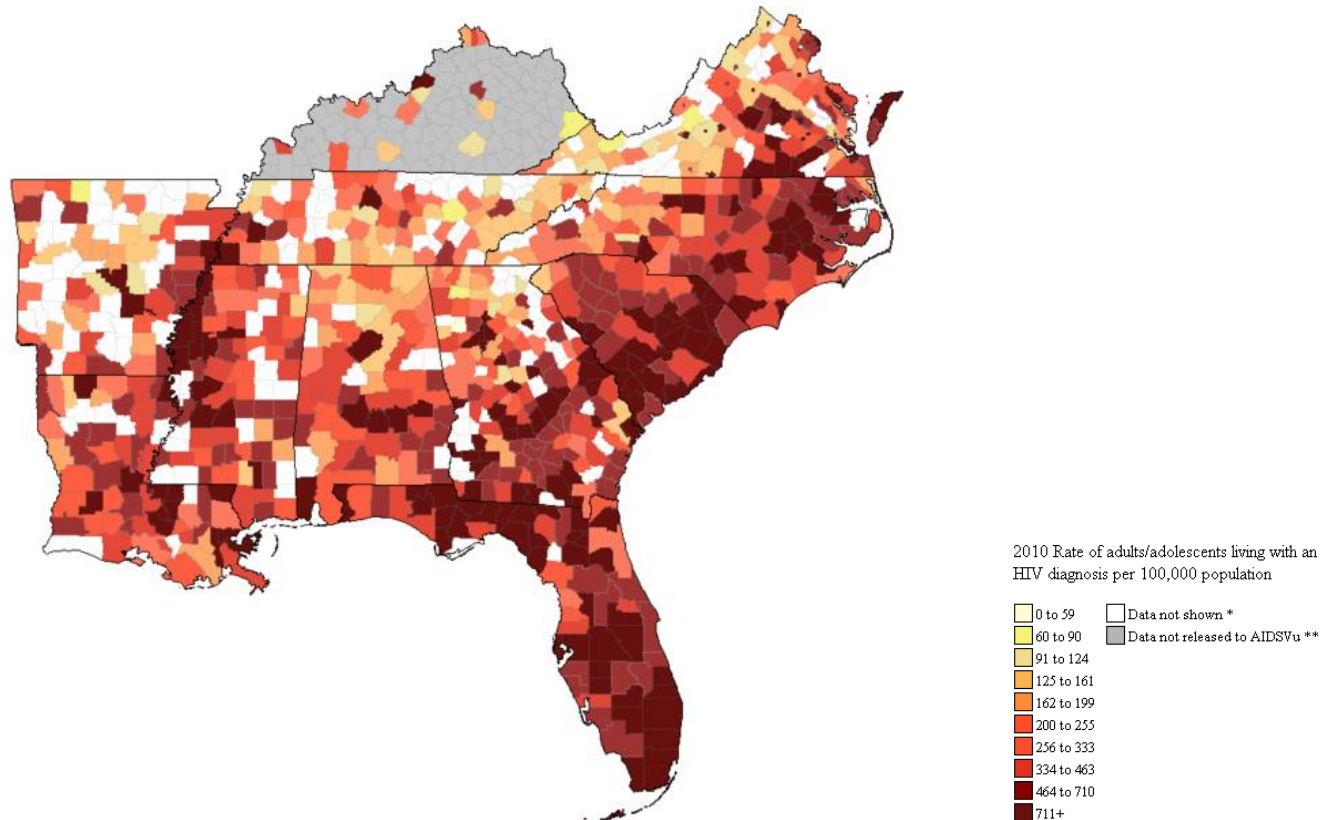 2010 Rate of adults/adolescents living with an
HIV diagnosis per 100,000 population
0 to 59
Data not shown *
60 to 90
Data not released to AIDSVu **
91 to 124
125 to 161
162 to 199
200 to 255
256 to 333
334 to 463
464 to 710
711+